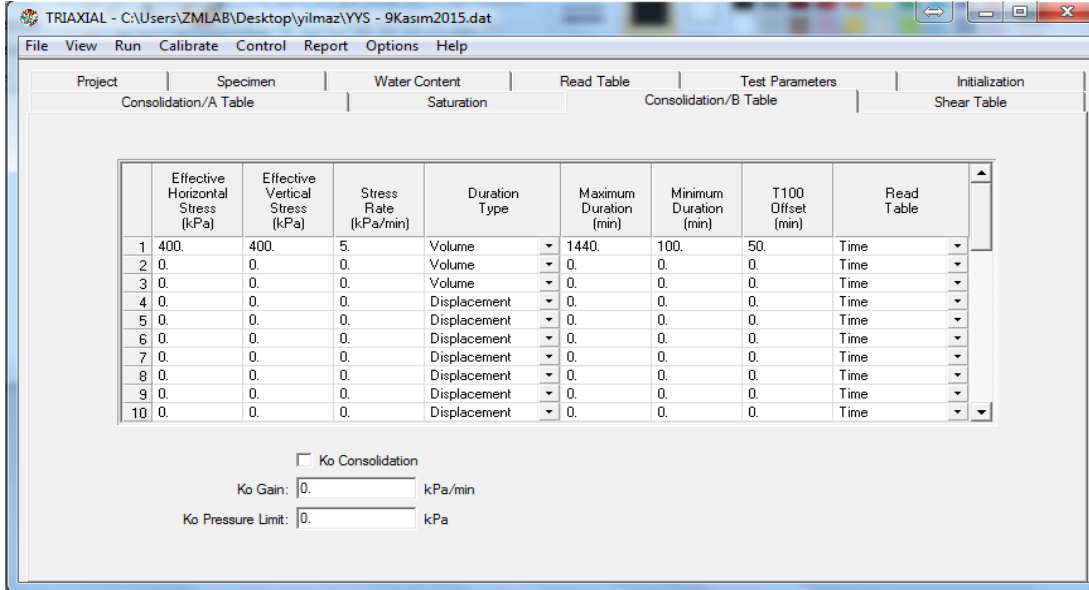 TRIAXIAL - C:\Users\ZMLAB\Desktop\yilmaz\YYS - 9Kasım2015.dat
File View Run Calibrate Control Report Options Help
Project Specimen Water Content Read Table Test Parameters Initialization
Consolidation/A Table Saturation Consolidation/B Table Shear Table
Effective Horizontal Stress (kPa) Effective Vertical Stress (kPa) Stress Rate (kPa/min) Duration Type Maximum Duration (min) Minimum Duration (min) T100 Offset (min) Read Table
1 400. 400. 5. Volume 1440. 100. 50. Time
2 0. 0. 0. Volume 0. 0. 0. Time
3 0. 0. 0. Volume 0. 0. 0. Time
4 0. 0. 0. Displacement 0. 0. 0. Time
5 0. 0. 0. Displacement 0. 0. 0. Time
6 0. 0. 0. Displacement 0. 0. 0. Time
7 0. 0. 0. Displacement 0. 0. 0. Time
8 0. 0. 0. Displacement 0. 0. 0. Time
9 0. 0. 0. Displacement 0. 0. 0. Time
10 0. 0. 0. Displacement 0. 0. 0. Time
Ko Consolidation
Ko Gain: 0. kPa/min
Ko Pressure Limit: 0. kPa